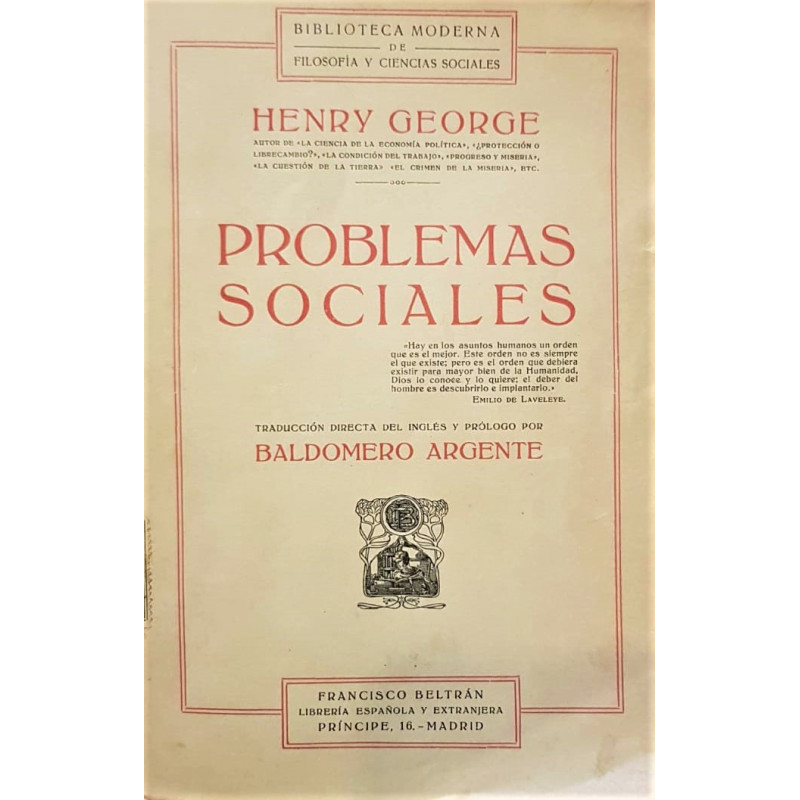 BIBLIOTECA MODERNA
DE
FILOSOFÍA Y CIENCIAS SOCIALES
HENRY GEORGE
AUTOR DE «LA CIENCIA DE LA ECONOMÍA POLÍTICA», «¿PROTECCIÓN O
LIBRECAMBIO?», «LA CONDICIÓN DEL TRABAJO», «PROGRESO Y MISERIA»,
«LA CUESTIÓN DE LA TIERRA» «EL CRIMEN DE LA MISERIA», ETC.
PROBLEMAS
SOCIALES
«Hay en los asuntos humanos un orden
que es el mejor. Este orden no es siempre
el que existe; pero es el orden que debiera
existir para mayor bien de la Humanidad,
Dios lo conoce y lo quiere; el deber del
hombre es descubrirlo e implantarlo.»
EMILIO DE LAVELEYE.
TRADUCCIÓN DIRECTA DEL INGLÉS Y PRÓLOGO POR
BALDOMERO ARGENTE
FRANCISCO BELTRÁN
LIBRERÍA ESPAÑOLA Y EXTRANJERA
PRÍNCIPE, 16.-MADRID